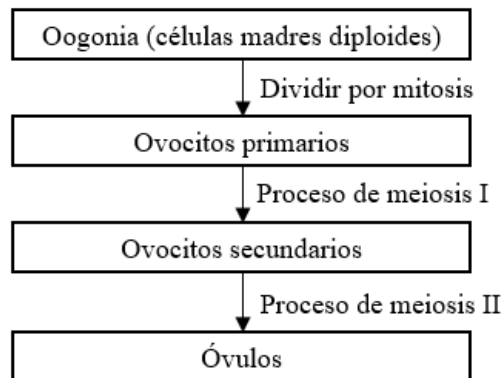 Oogonia (células madres diploides)
Dividir por mitosis
Ovocitos primarios
Proceso de meiosis I
Ovocitos secundarios
Proceso de meiosis II
Óvulos